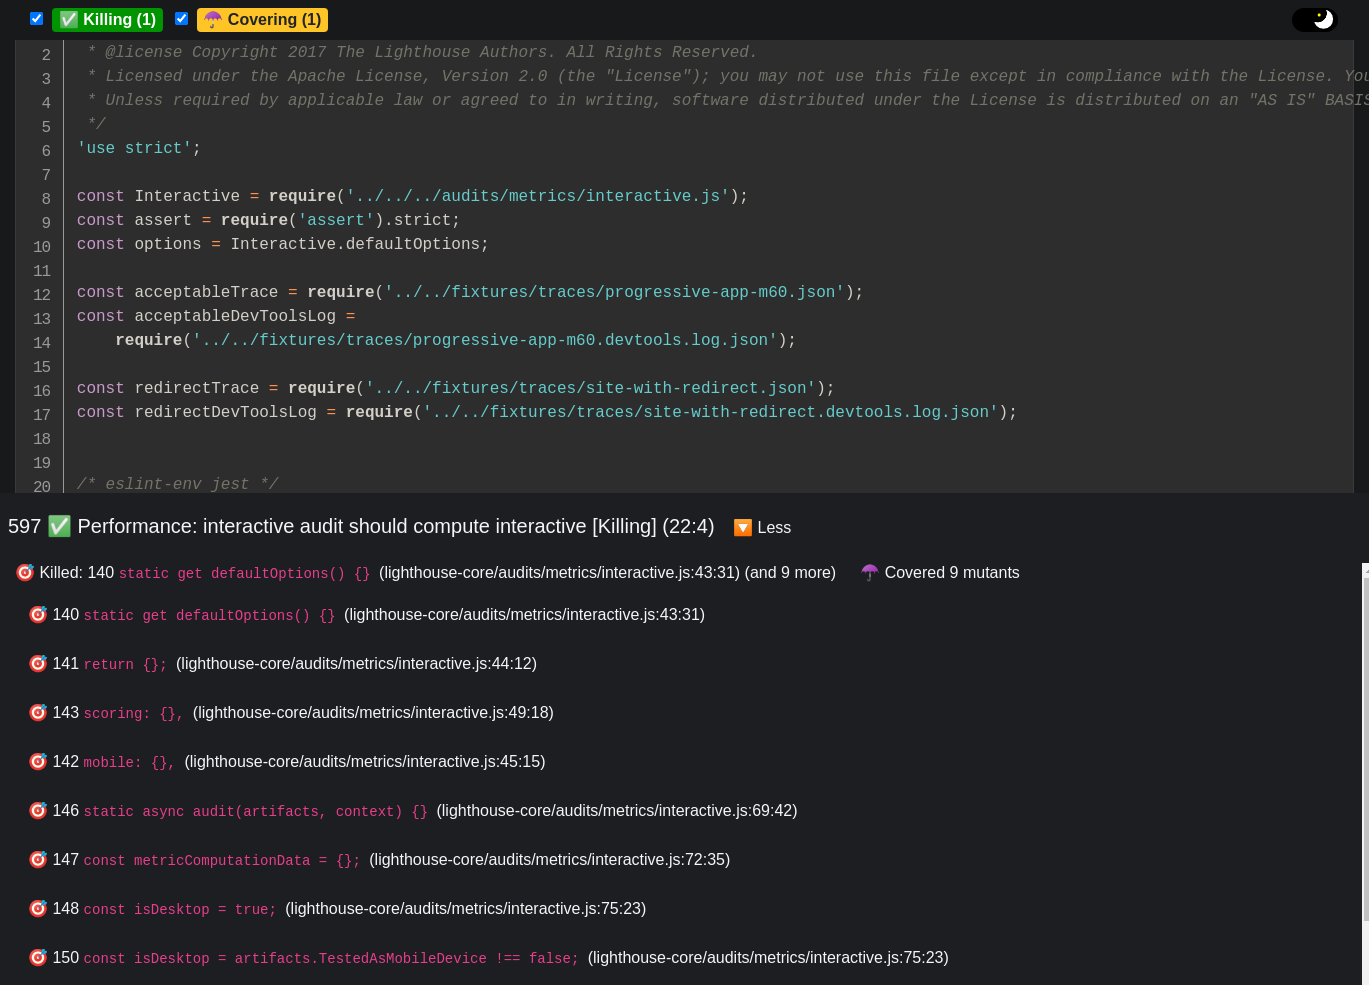 ✅ Killing (1) ☂️ Covering (1)
2 * @license Copyright 2017 The Lighthouse Authors. All Rights Reserved.
3 * Licensed under the Apache License, Version 2.0 (the "License"); you may not use this file except in compliance with the License. You
4 * Unless required by applicable law or agreed to in writing, software distributed under the License is distributed on an "AS IS" BASIS
5 */
6 'use strict';
7
8 const Interactive = require('../../../audits/metrics/interactive.js');
9 const assert = require('assert').strict;
10 const options = Interactive.defaultOptions;
11
12 const acceptableTrace = require('../../fixtures/traces/progressive-app-m60.json');
13 const acceptableDevToolsLog =
14 require('../../fixtures/traces/progressive-app-m60.devtools.log.json');
15
16 const redirectTrace = require('../../fixtures/traces/site-with-redirect.json');
17 const redirectDevToolsLog = require('../../fixtures/traces/site-with-redirect.devtools.log.json');
18
19
20 /* eslint-env jest */
597 ✅ Performance: interactive audit should compute interactive [Killing] (22:4) 🔽 Less
🎯 Killed: 140 static get defaultOptions() {} (lighthouse-core/audits/metrics/interactive.js:43:31) (and 9 more) ☂️ Covered 9 mutants
🎯 140 static get defaultOptions() {} (lighthouse-core/audits/metrics/interactive.js:43:31)
🎯 141 return {}; (lighthouse-core/audits/metrics/interactive.js:44:12)
🎯 143 scoring: {}, (lighthouse-core/audits/metrics/interactive.js:49:18)
🎯 142 mobile: {}, (lighthouse-core/audits/metrics/interactive.js:45:15)
🎯 146 static async audit(artifacts, context) {} (lighthouse-core/audits/metrics/interactive.js:69:42)
🎯 147 const metricComputationData = {}; (lighthouse-core/audits/metrics/interactive.js:72:35)
🎯 148 const isDesktop = true; (lighthouse-core/audits/metrics/interactive.js:75:23)
🎯 150 const isDesktop = artifacts.TestedAsMobileDevice !== false; (lighthouse-core/audits/metrics/interactive.js:75:23)